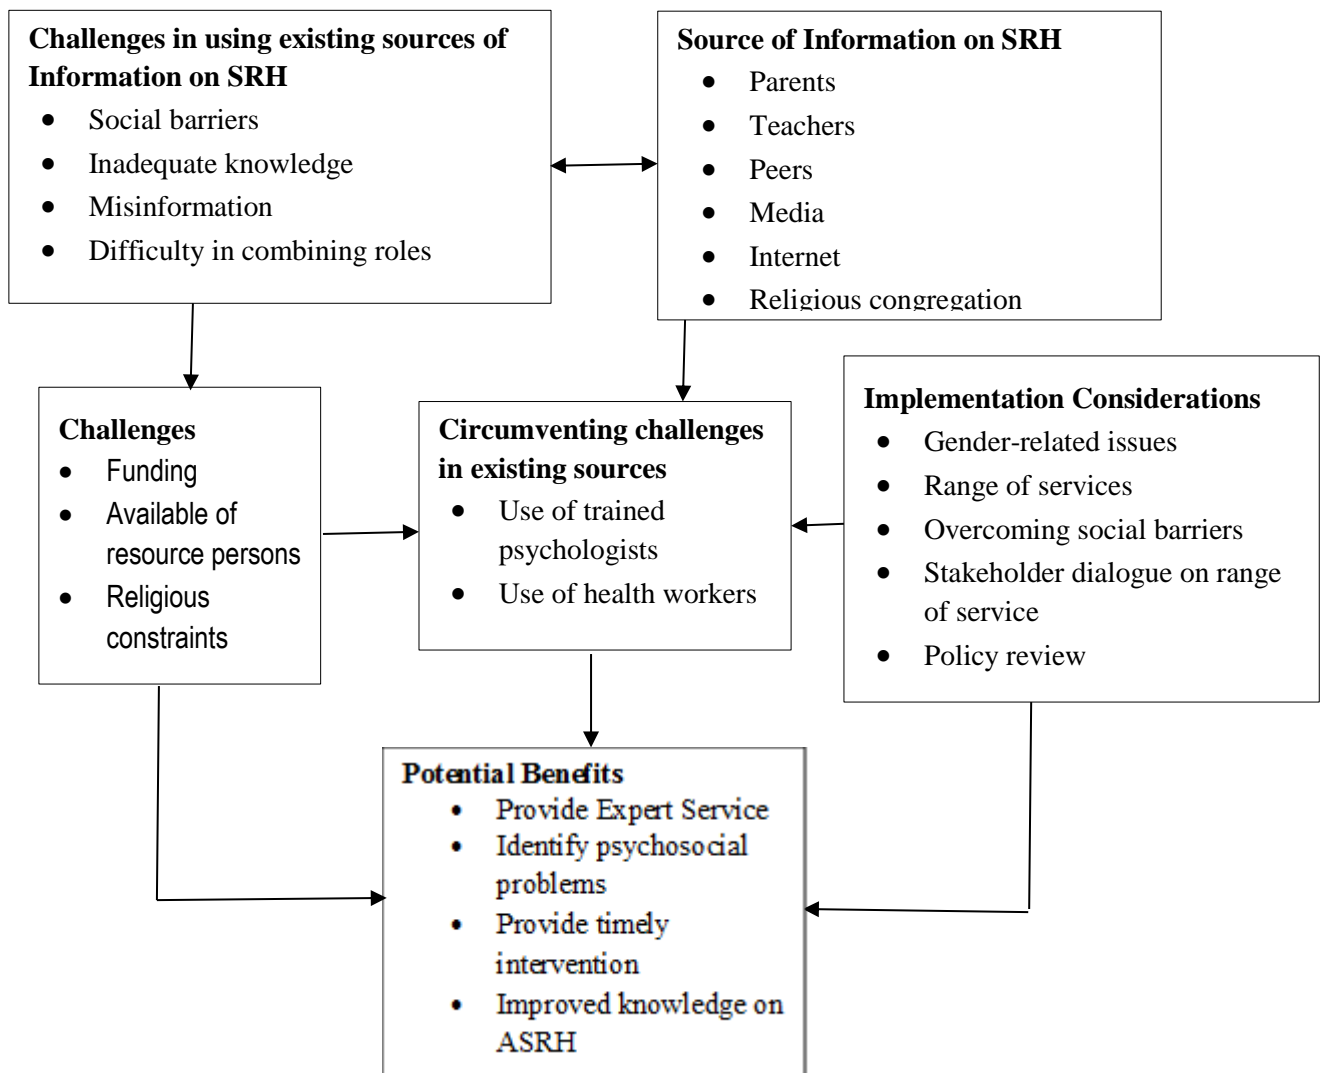 Challenges in using existing sources of
Information on SRH
• Social barriers
• Inadequate knowledge
• Misinformation
• Difficulty in combining roles
Source of Information on SRH
• Parents
• Teachers
• Peers
• Media
• Internet
• Religious congregation
Challenges
• Funding
• Available of
resource persons
• Religious
constraints
Circumventing challenges
in existing sources
• Use of trained
psychologists
• Use of health workers
Implementation Considerations
• Gender-related issues
• Range of services
• Overcoming social barriers
• Stakeholder dialogue on range
of service
• Policy review
Potential Benefits
• Provide Expert Service
• Identify psychosocial
problems
• Provide timely
intervention
• Improved knowledge on
ASRH